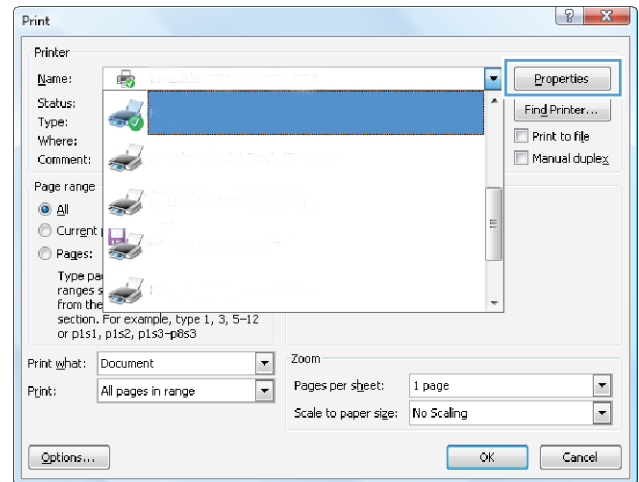 Print
Printer
Name:
Properties
Status:
Find Printer...
Type:
Where:
Print to file
Comment:
Manual duplex
Page range
All
Current
Pages:
Type pa
ranges s
from the
section. For example, type 1, 3, 5–12
or p1s1, p1s2, p1s3–p8s3
Print what: Document
Print: All pages in range
Zoom
Pages per sheet: 1 page
Scale to paper size: No Scaling
Options...
OK
Cancel